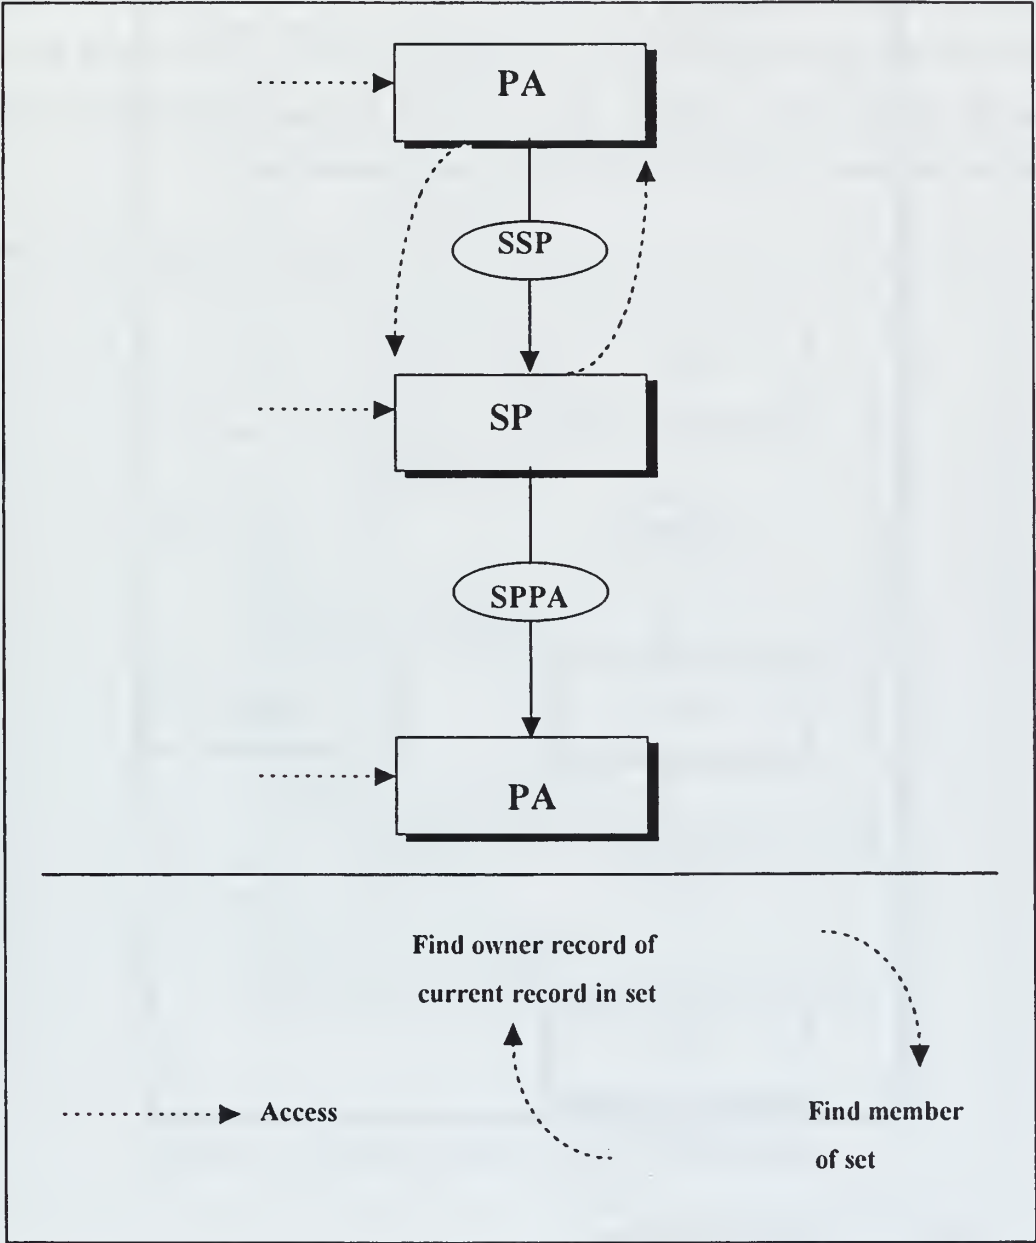 PA
SSP
SP
SPPA
PA
Find owner record of
current record in set
Access
Find member
of set